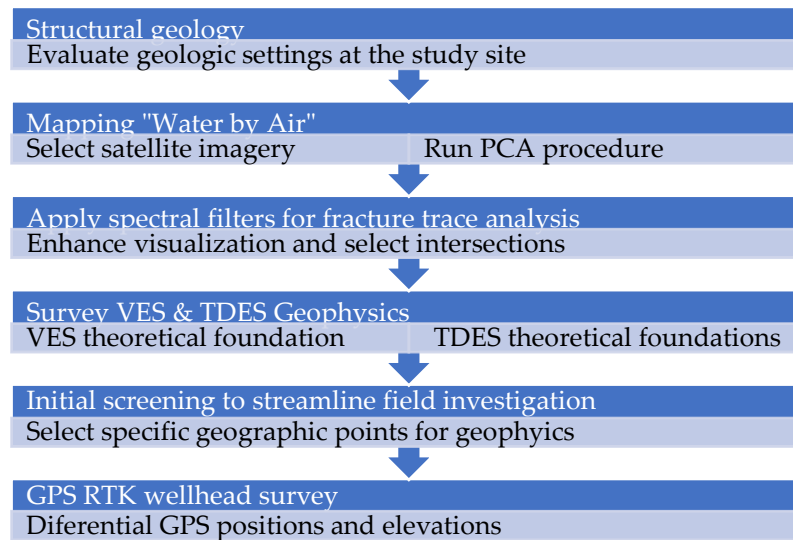 Structural geology
Evaluate geologic settings at the study site
Mapping "Water by Air"
Select satellite imagery
Run PCA procedure
Apply spectral filters for fracture trace analysis
Enhance visualization and select intersections
Survey VES & TDES Geophysics
VES theoretical foundation
TDES theoretical foundations
Initial screening to streamline field investigation
Select specific geographic points for geophyics
GPS RTK wellhead survey
Diferential GPS positions and elevations